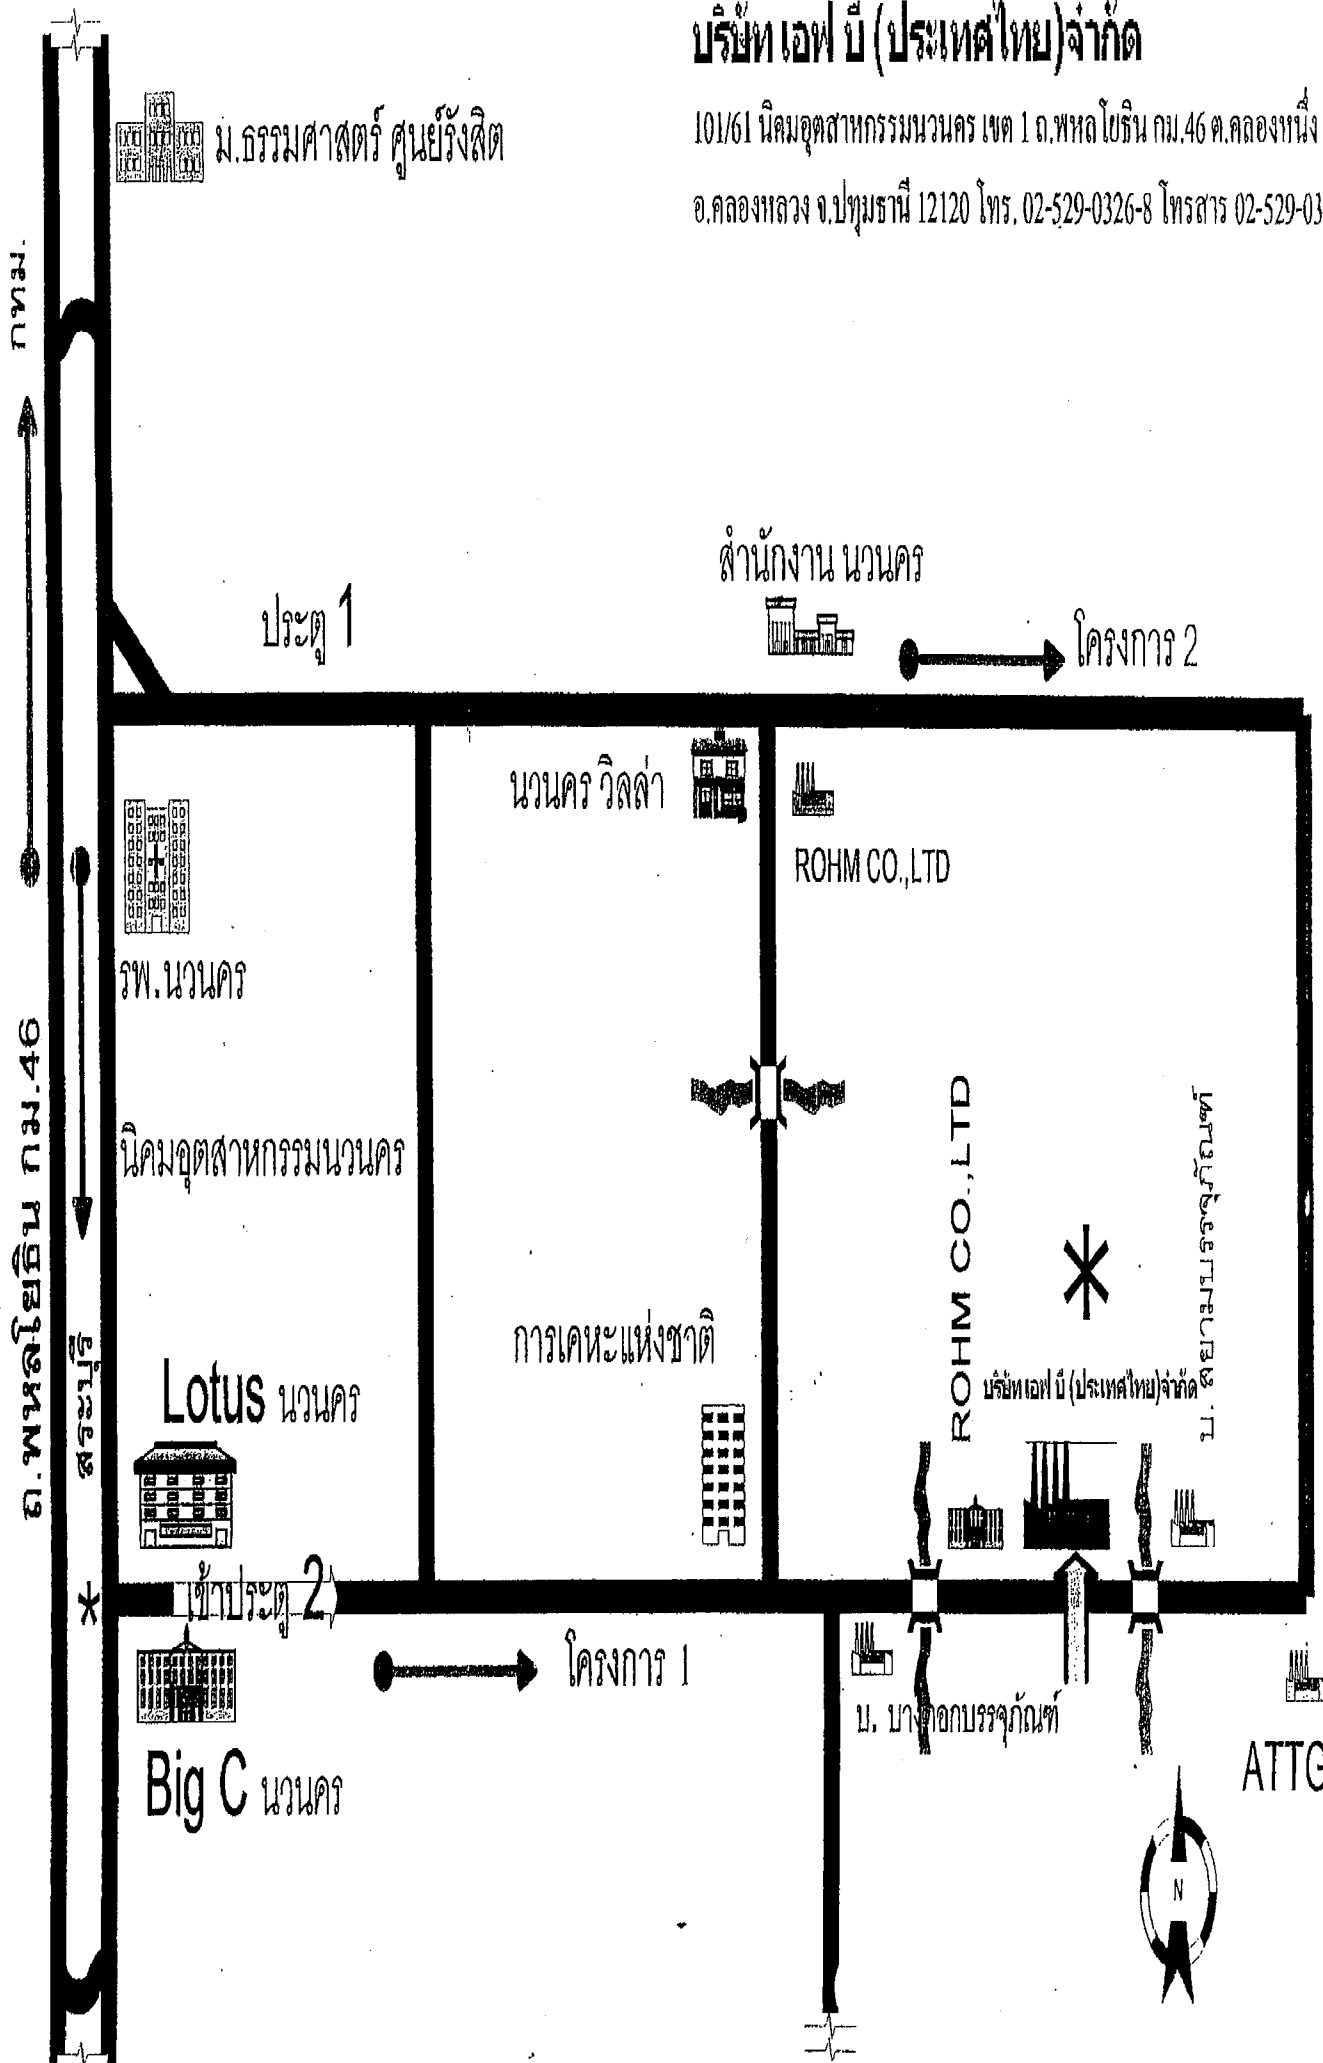 บริษัท เอฟ บี (ประเทศไทย)จำกัด
101/61 นิคมอุตสาหกรรมนวนคร เขต 1 ถ.พหลโยธิน กม.46 ต.คลองหนึ่ง
อ.คลองหลวง จ.ปทุมธานี 12120 โทร. 02-529-0326-8 โทรสาร 02-529-03
ม.ธรรมศาสตร์ ศูนย์รังสิต
กทม.
สำนักงาน นวนคร
ประตู 1
โครงการ 2
นวนคร วิลล่า
ROHM CO.,LTD
รพ.นวนคร
นิคมอุตสาหกรรมนวนคร
ถ.พหลโยธิน กม.46
สระบุรี
การเคหะแห่งชาติ
ROHM CO.,LTD
บ. สยามบรรจุภัณฑ์
บริษัท เอฟ บี (ประเทศไทย)จำกัด
Lotus นวนคร
เข้าประตู 2
โครงการ 1
บ. บางกอกบรรจุภัณฑ์
Big C นวนคร
ATTG
N